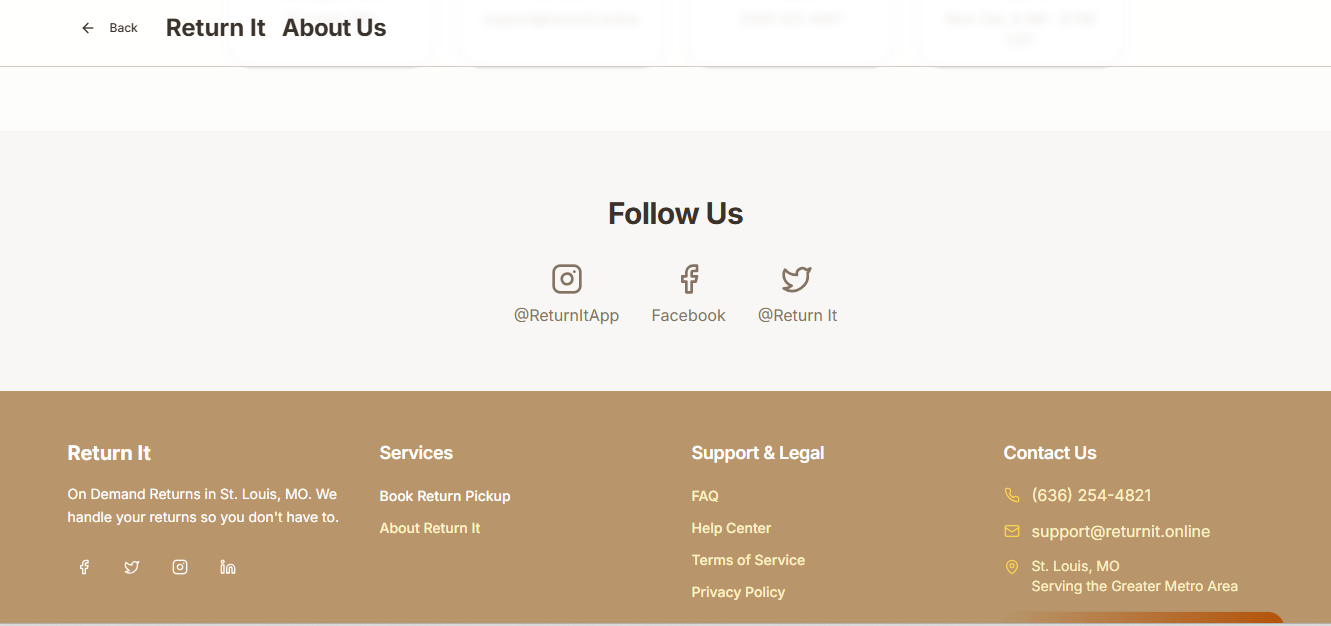 Back
Return It About Us
Follow Us
@ReturnItApp
Facebook
@Return It
Return It
On Demand Returns in St. Louis, MO. We
handle your returns so you don't have to.
Services
Book Return Pickup
About Return It
Support & Legal
FAQ
Help Center
Terms of Service
Privacy Policy
Contact Us
(636) 254-4821
support@returnit.online
St. Louis, MO
Serving the Greater Metro Area